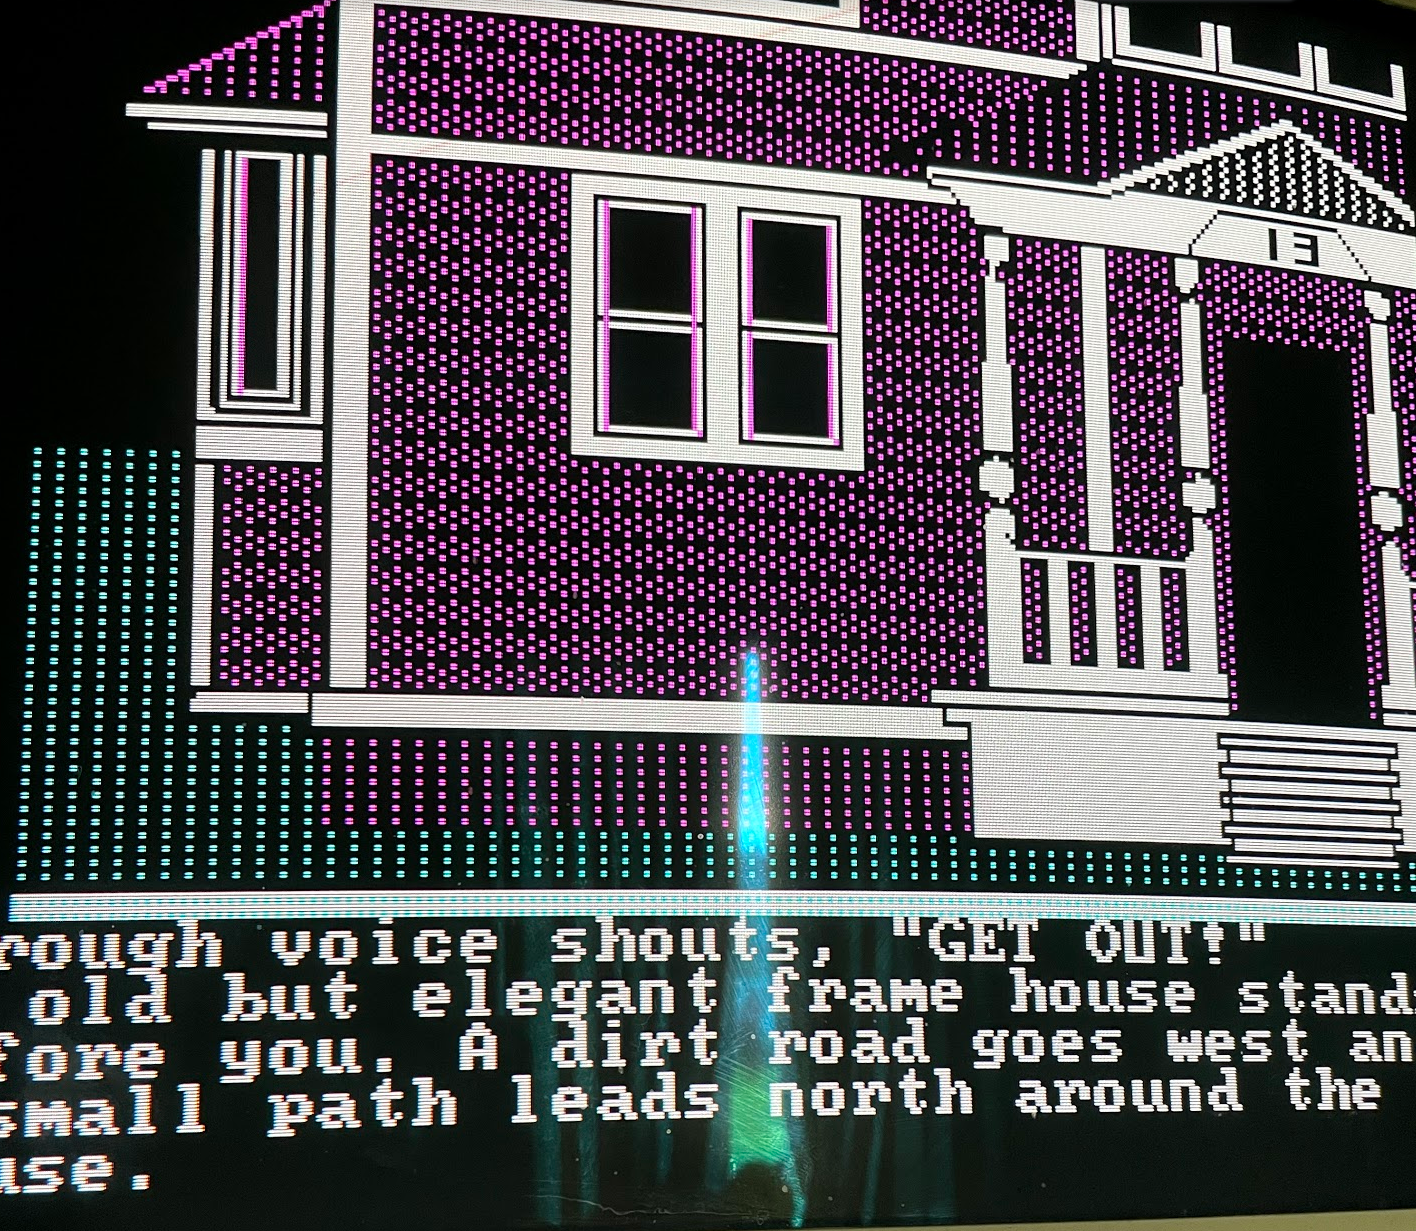 13
rough voice shouts, "GET OUT!"
old but elegant frame house stand
fore you. A dirt road goes west an
small path leads north around the
use.